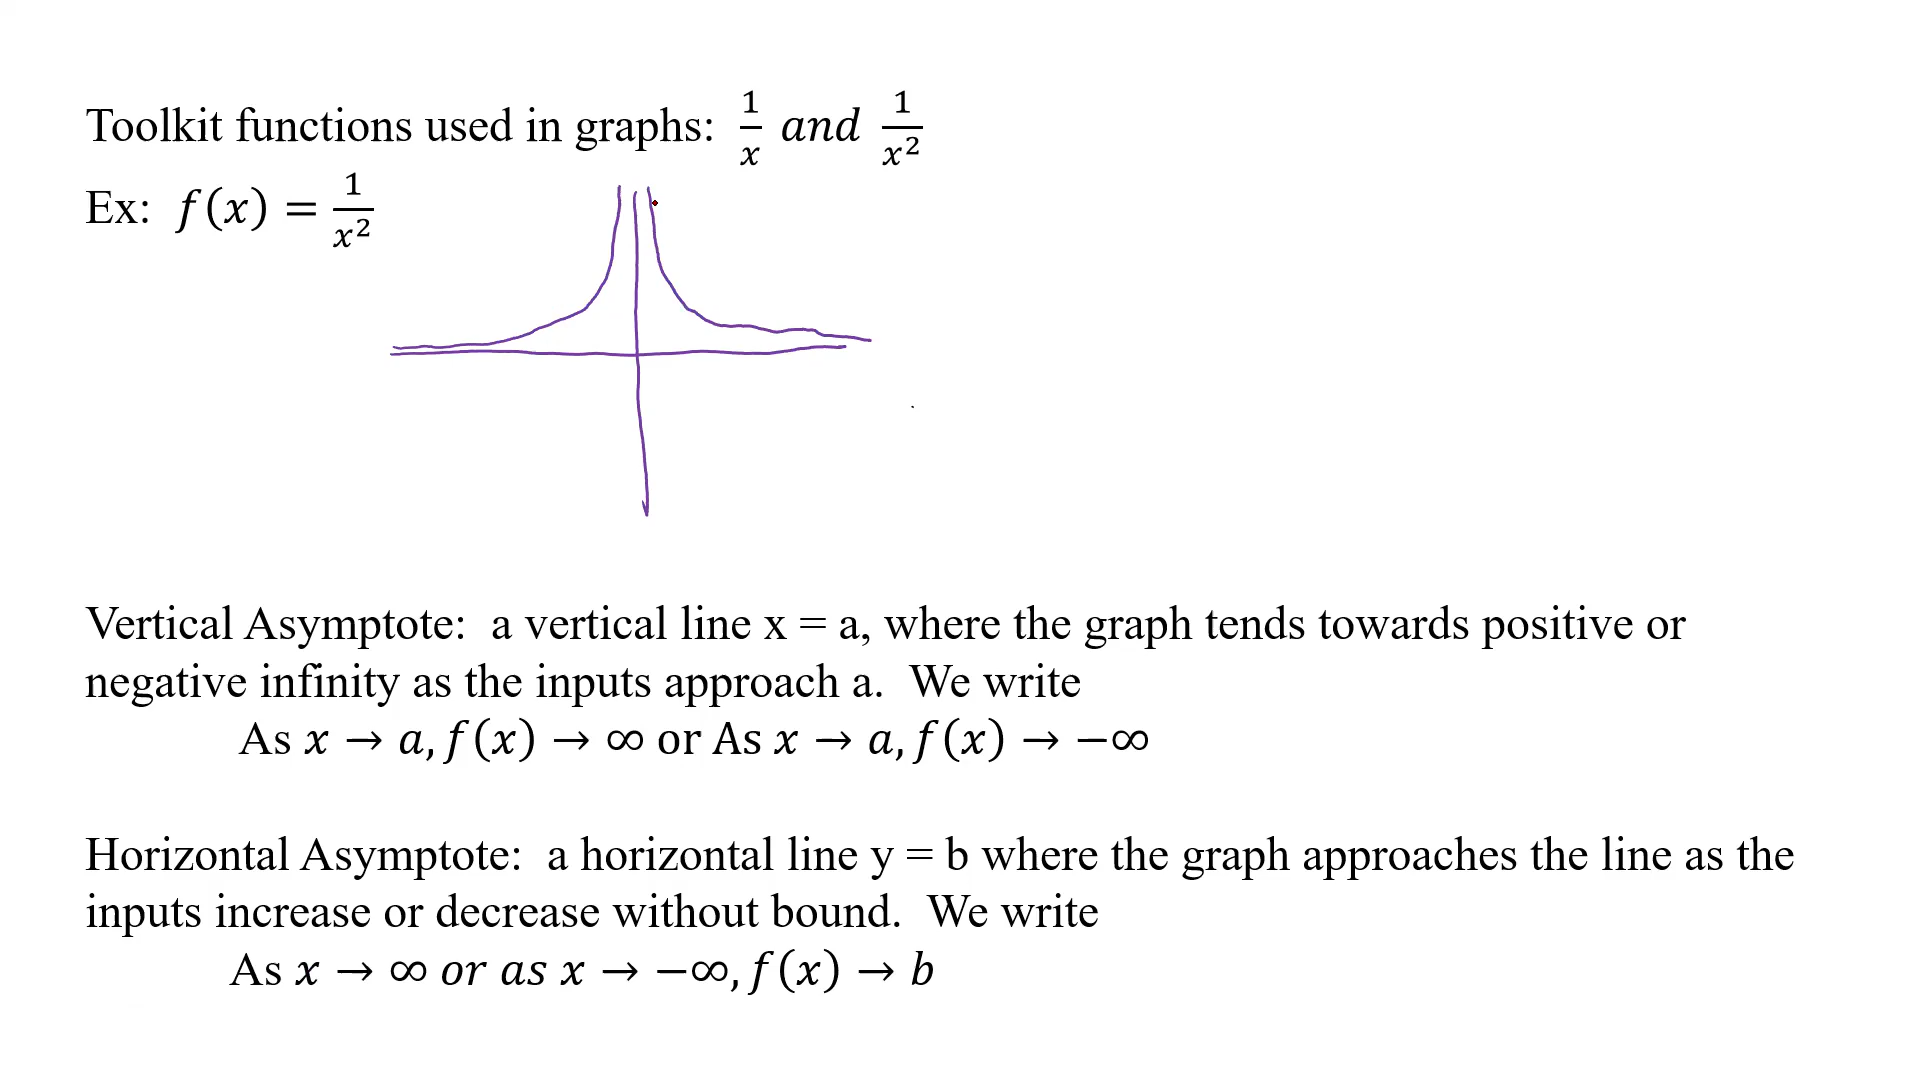 Toolkit functions used in graphs: 1/x and 1/x²
Ex: f(x) = 1/x²
Vertical Asymptote: a vertical line x = a, where the graph tends towards positive or
negative infinity as the inputs approach a. We write
As x → a, f(x) → ∞ or As x → a, f(x) → −∞
Horizontal Asymptote: a horizontal line y = b where the graph approaches the line as the
inputs increase or decrease without bound. We write
As x → ∞ or as x → −∞, f(x) → b